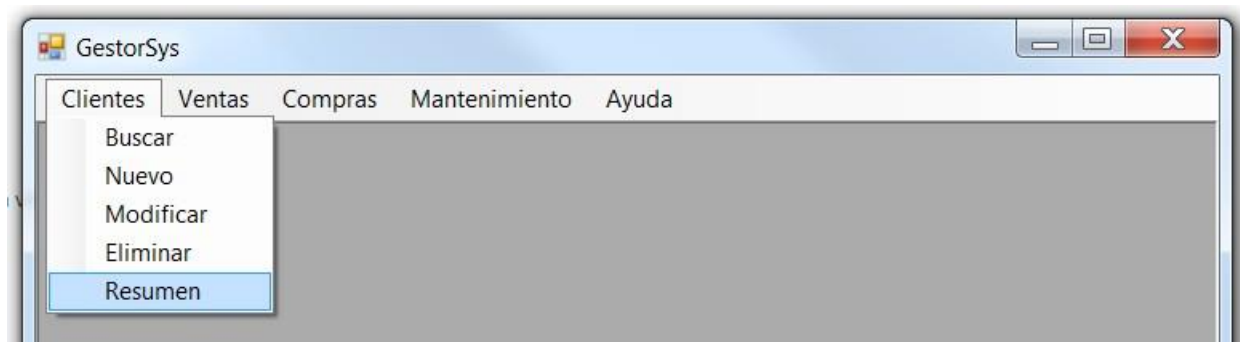 GestorSys
Clientes Ventas Compras Mantenimiento Ayuda
Buscar
Nuevo
Modificar
Eliminar
Resumen